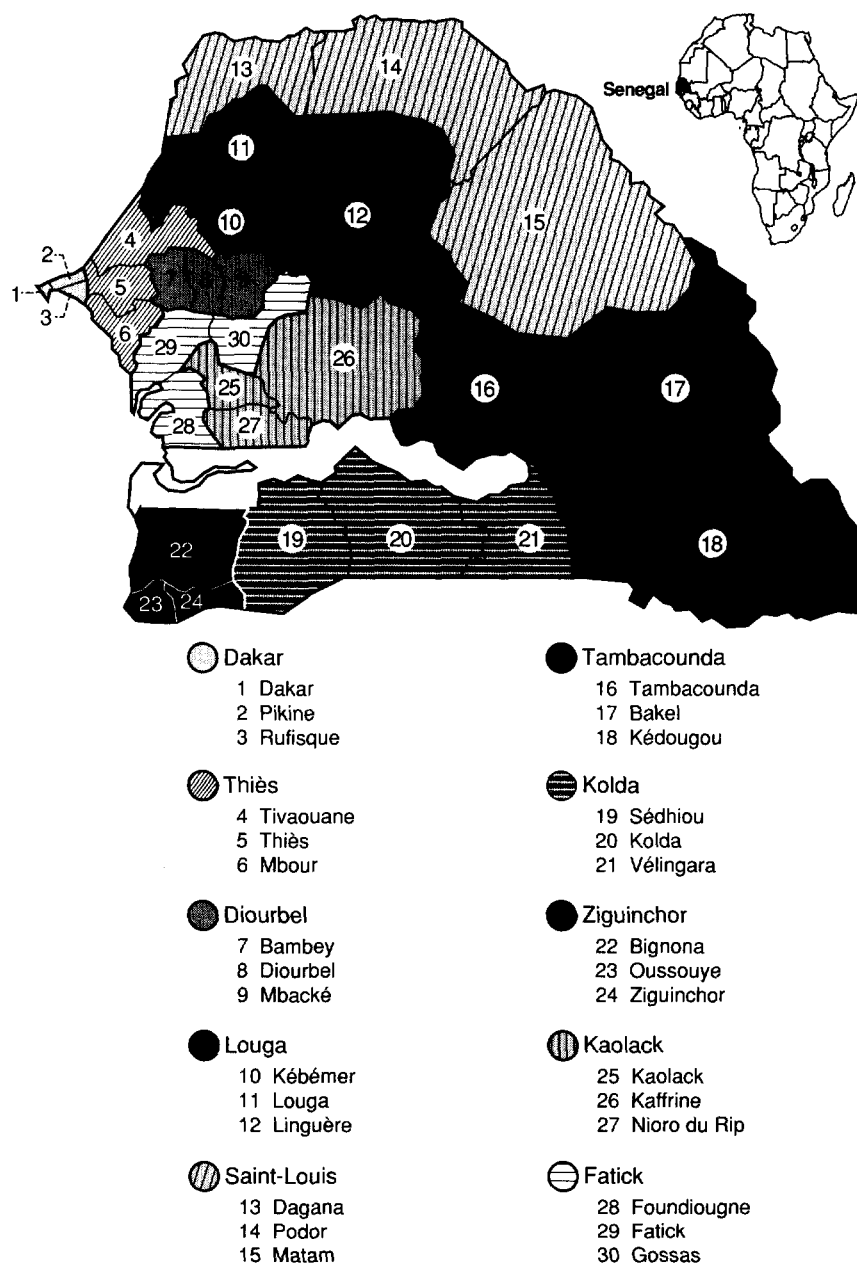 13
14
Senegal
11
15
10
12
4
2
5
1
3
6
30
29
26
16
17
25
28
27
19
20
21
18
22
23
24
Dakar
1 Dakar
2 Pikine
3 Rufisque
Thiès
4 Tivaouane
5 Thiès
6 Mbour
Diourbel
7 Bambey
8 Diourbel
9 Mbacké
Louga
10 Kébémer
11 Louga
12 Linguère
Saint-Louis
13 Dagana
14 Podor
15 Matam
Tambacounda
16 Tambacounda
17 Bakel
18 Kédougou
Kolda
19 Sédhiou
20 Kolda
21 Vélingara
Ziguinchor
22 Bignona
23 Oussouye
24 Ziguinchor
Kaolack
25 Kaolack
26 Kaffrine
27 Nioro du Rip
Fatick
28 Foundiougne
29 Fatick
30 Gossas